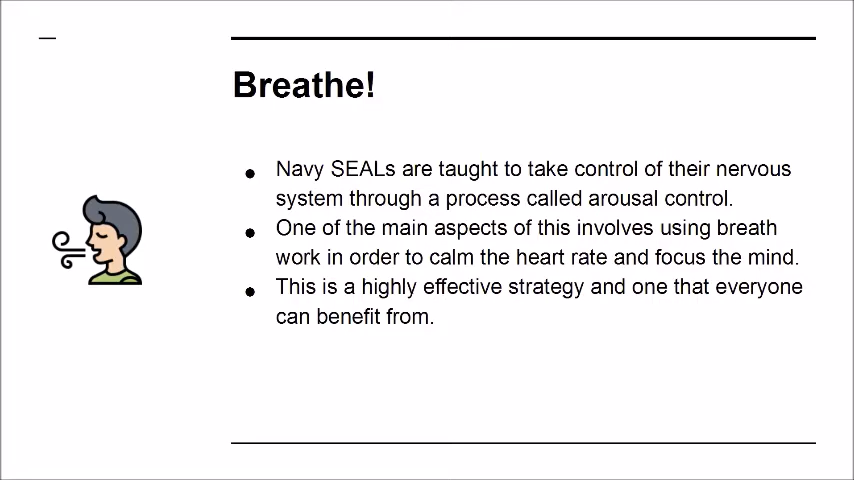 Breathe!
● Navy SEALs are taught to take control of their nervous
system through a process called arousal control.
● One of the main aspects of this involves using breath
work in order to calm the heart rate and focus the mind.
● This is a highly effective strategy and one that everyone
can benefit from.